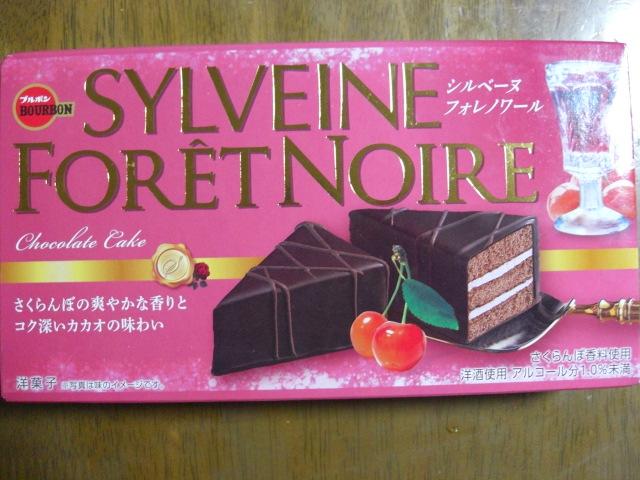 ブルボン
BOURBON
SYLVEINE
FORÊTNOIRE
シルベーヌ
フォレノワール
Chocolate Cake
さくらんぼの爽やかな香りと
コク深いカカオの味わい
洋菓子 ※写真は味のイメージです。
さくらんぼ香料使用
洋酒使用 アルコール分1.0%未満